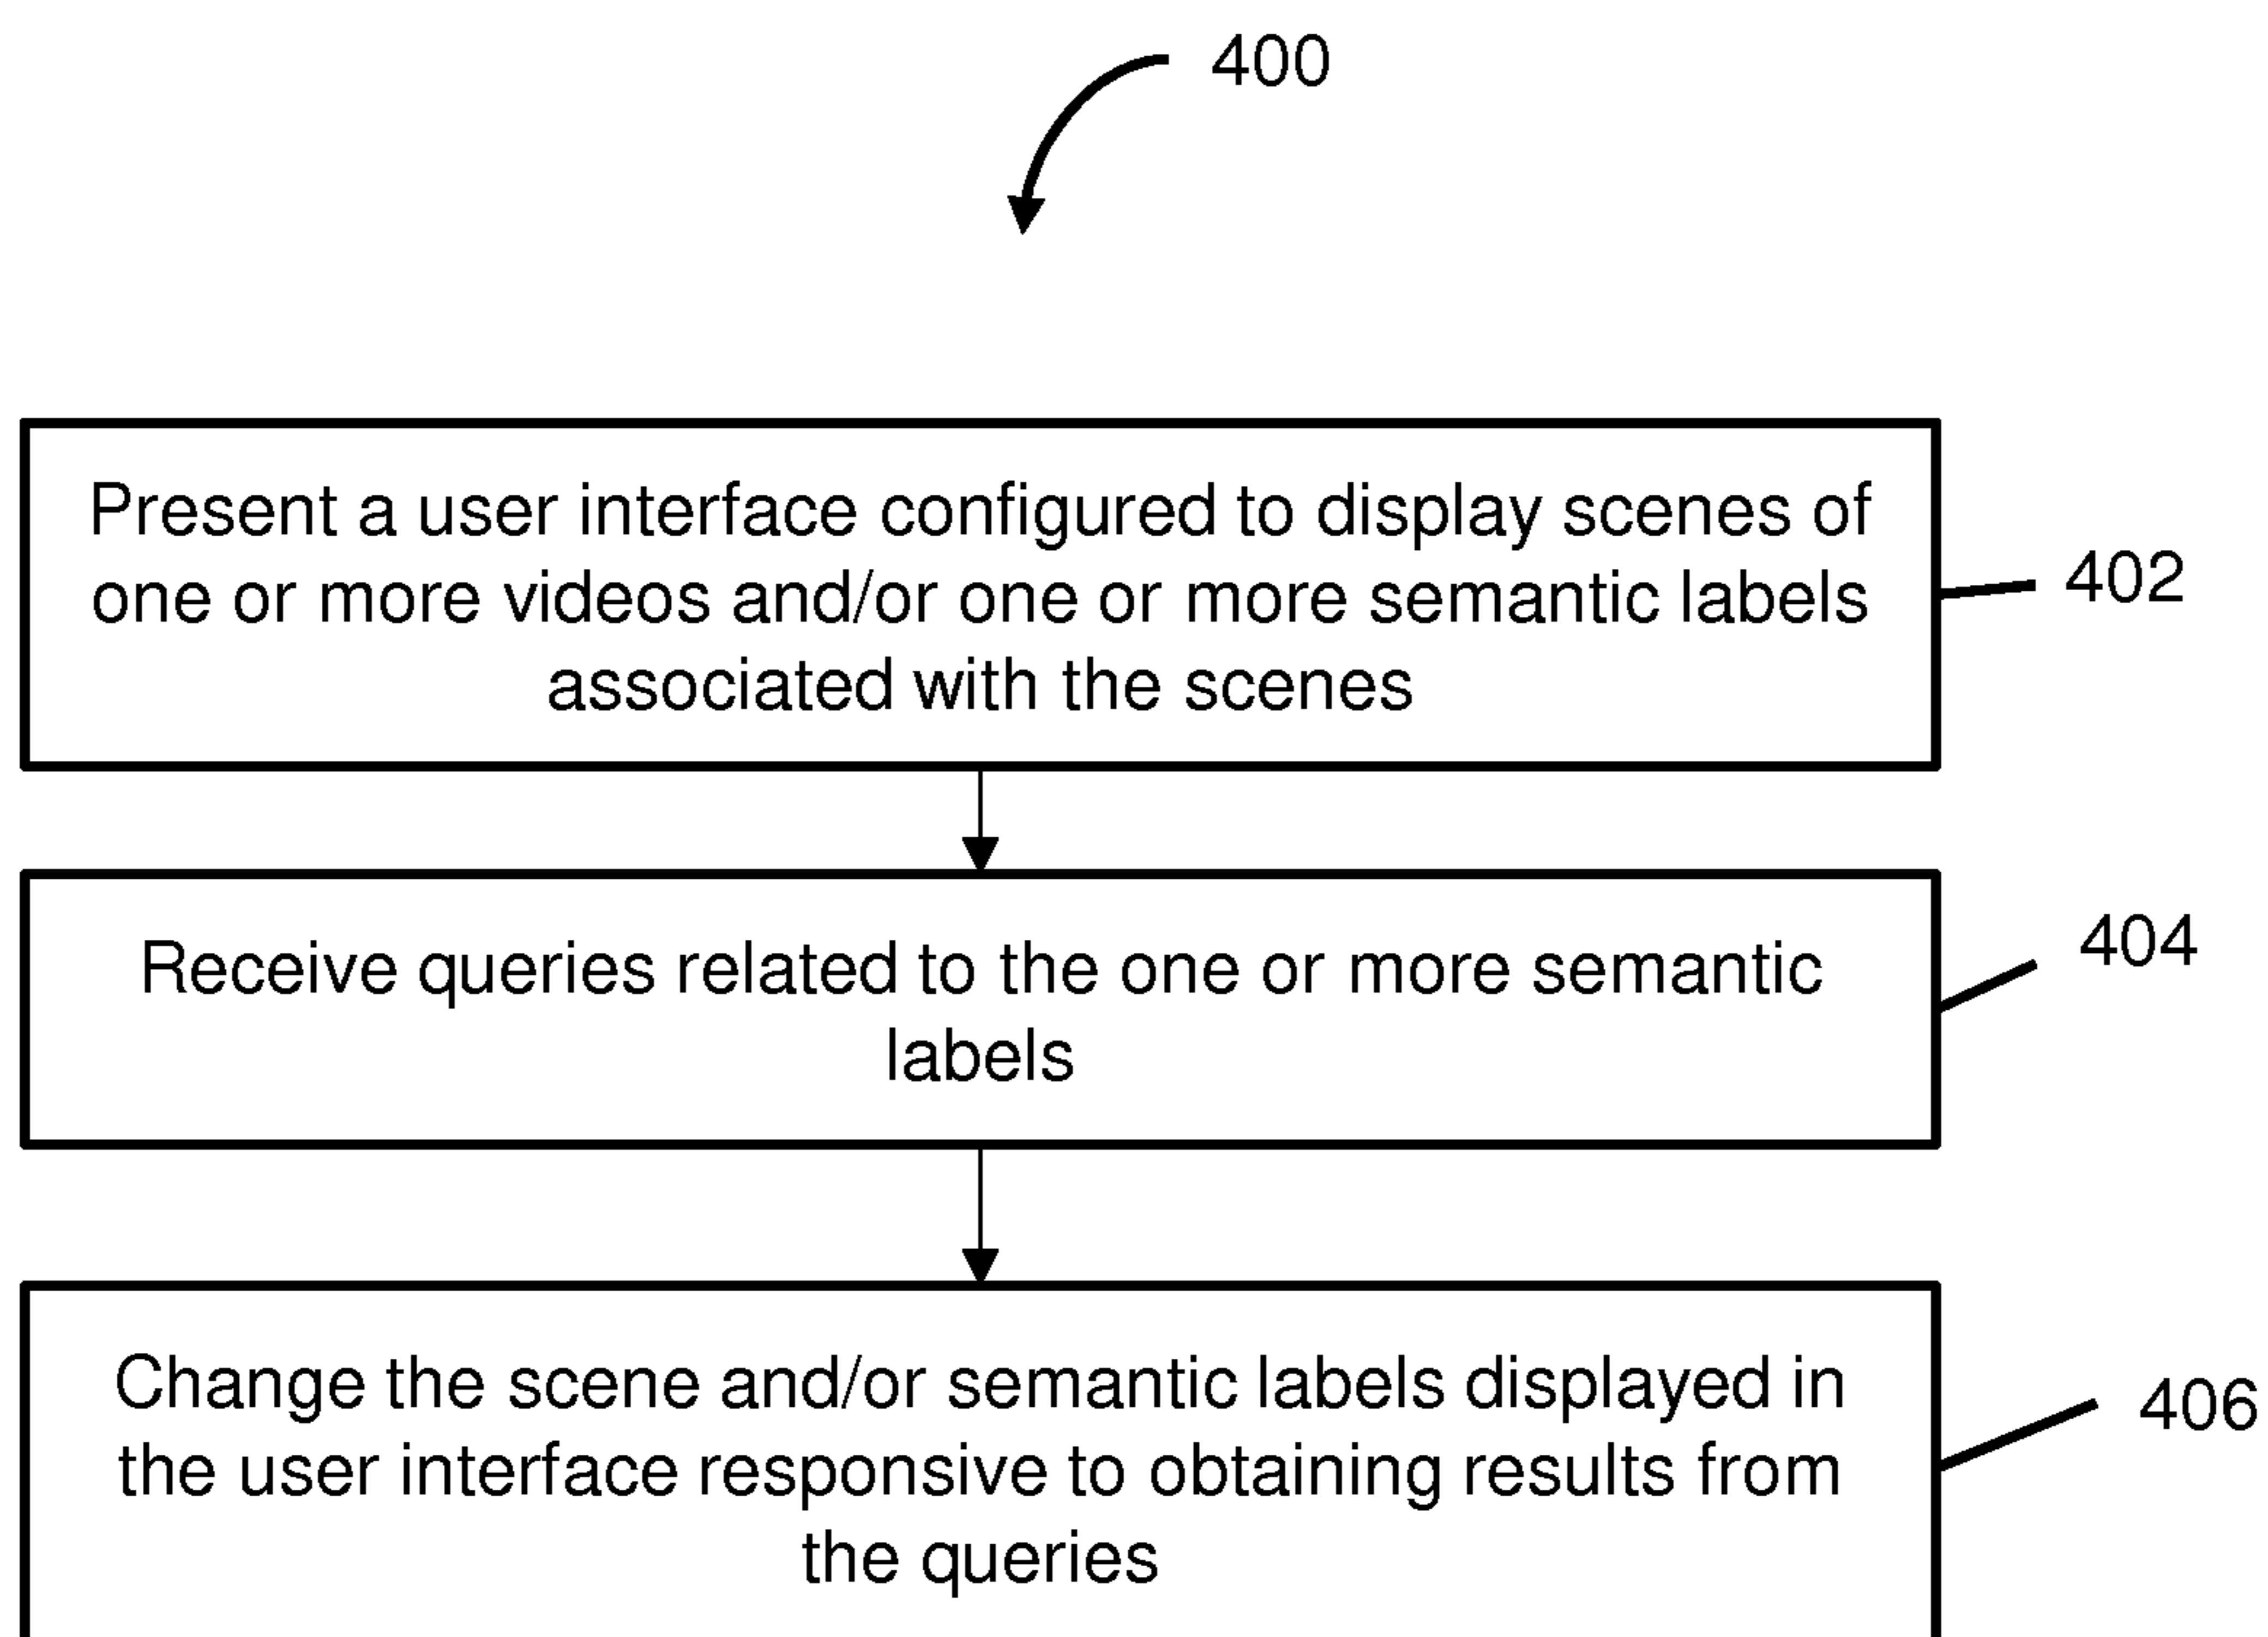 400
Present a user interface configured to display scenes of
one or more videos and/or one or more semantic labels
associated with the scenes
402
Receive queries related to the one or more semantic
labels
404
Change the scene and/or semantic labels displayed in
the user interface responsive to obtaining results from
the queries
406